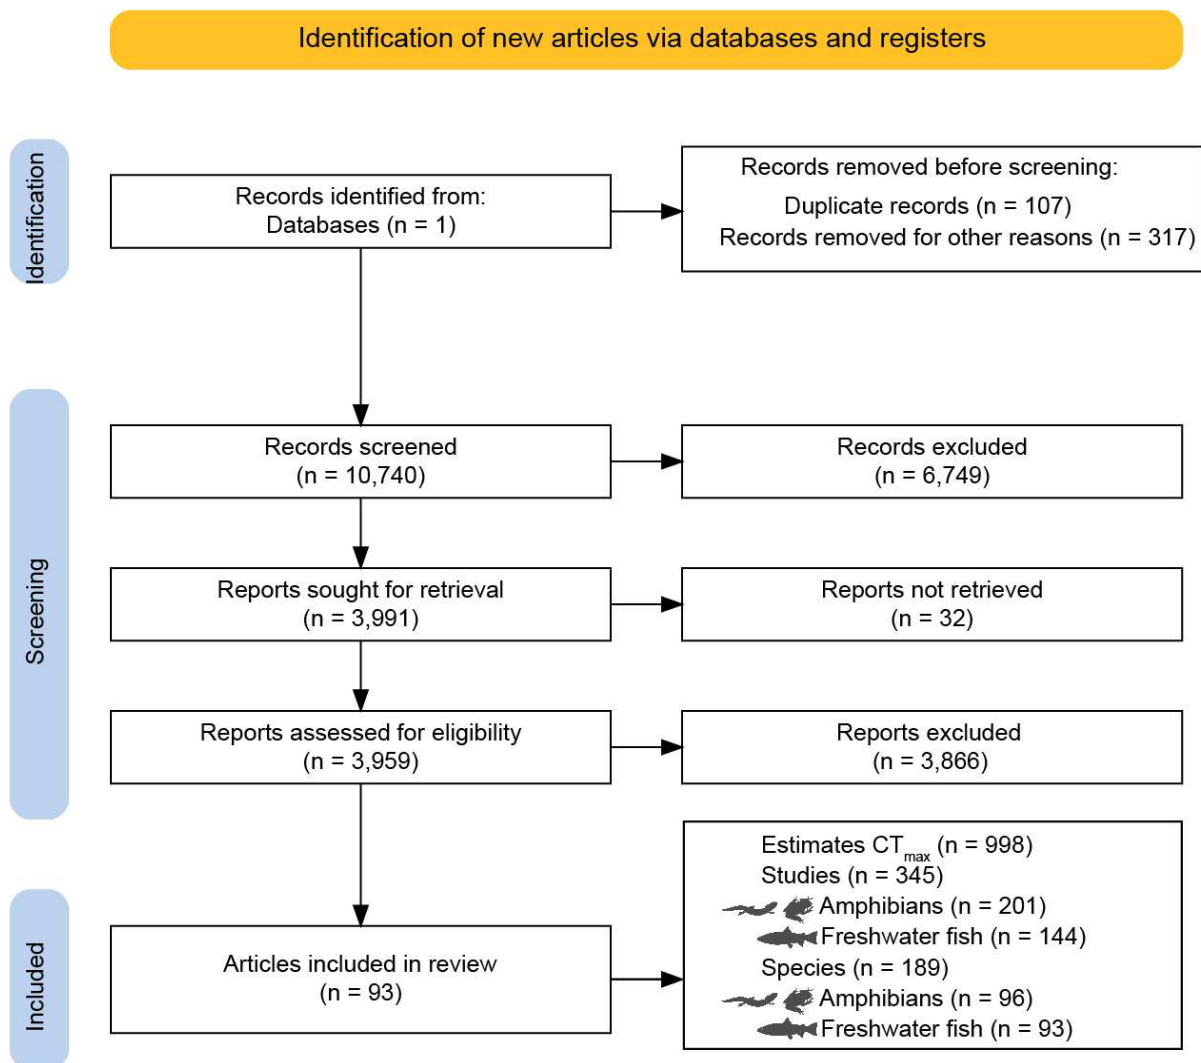 Identification of new articles via databases and registers
Identification
Records identified from:
Databases (n = 1)
Records removed before screening:
Duplicate records (n = 107)
Records removed for other reasons (n = 317)
Screening
Records screened
(n = 10,740)
Records excluded
(n = 6,749)
Reports sought for retrieval
(n = 3,991)
Reports not retrieved
(n = 32)
Reports assessed for eligibility
(n = 3,959)
Reports excluded
(n = 3,866)
Included
Articles included in review
(n = 93)
Estimates CTmax (n = 998)
Studies (n = 345)
Amphibians (n = 201)
Freshwater fish (n = 144)
Species (n = 189)
Amphibians (n = 96)
Freshwater fish (n = 93)